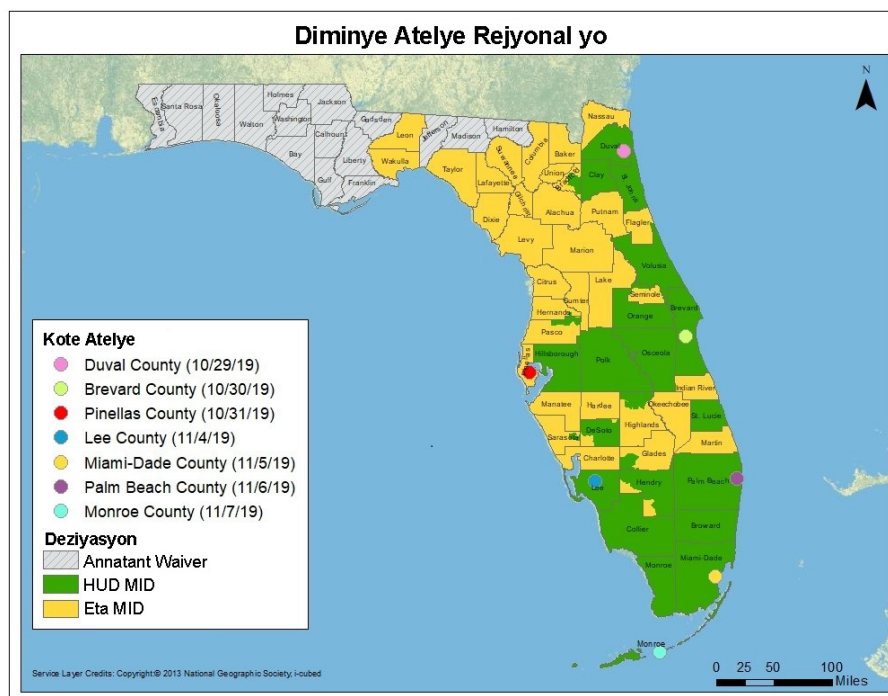 Diminye Atelye Rejyonal yo
N
Escambia
Santa Rosa
Okaloosa
Walton
Holmes
Washington
Jackson
Bay
Calhoun
Gulf
Liberty
Gadsden
Franklin
Leon
Wakulla
Jefferson
Madison
Hamilton
Taylor
Suwannee
Lafayette
Dixie
Columbia
Gilchrist
Baker
Union
Bradford
Nassau
Duval
Clay
St. Johns
Alachua
Putnam
Flagler
Levy
Marion
Volusia
Citrus
Sumter
Lake
Seminole
Hernando
Orange
Brevard
Pasco
Pinellas
Hillsborough
Polk
Osceola
Indian River
Manatee
Hardee
Okeechobee
St. Lucie
Highlands
Sarasota
DeSoto
Martin
Charlotte
Glades
Lee
Hendry
Palm Beach
Collier
Broward
Monroe
Miami-Dade
Monroe
Kote Atelye
Duval County (10/29/19)
Brevard County (10/30/19)
Pinellas County (10/31/19)
Lee County (11/4/19)
Miami-Dade County (11/5/19)
Palm Beach County (11/6/19)
Monroe County (11/7/19)
Deziyasyon
Annatant Waiver
HUD MID
Eta MID
Service Layer Credits: Copyright:© 2013 National Geographic Society, i-cubed
0 25 50 100
Miles